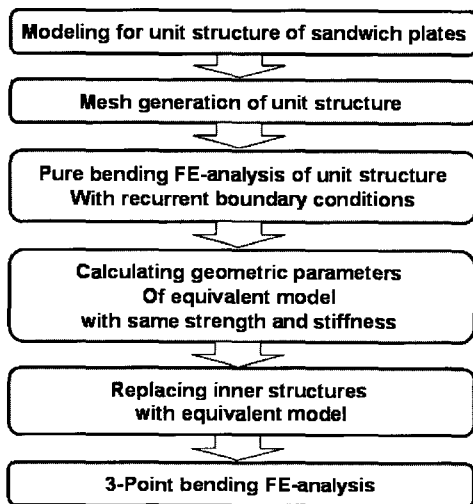 Modeling for unit structure of sandwich plates
Mesh generation of unit structure
Pure bending FE-analysis of unit structure
With recurrent boundary conditions
Calculating geometric parameters
Of equivalent model
with same strength and stiffness
Replacing inner structures
with equivalent model
3-Point bending FE-analysis